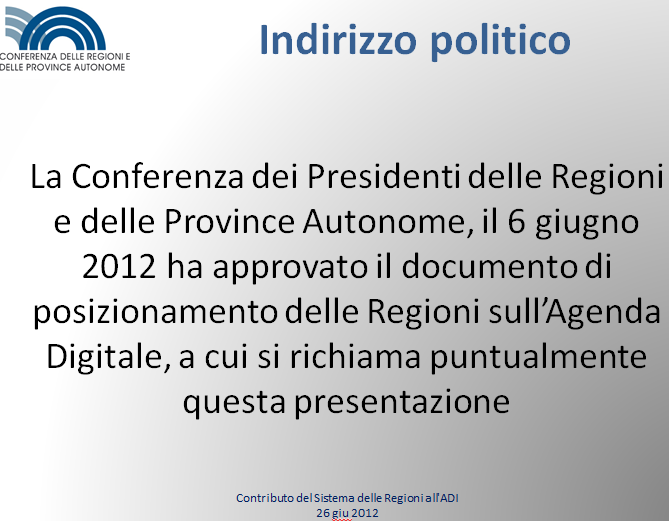 CONFERENZA DELLE REGIONI E
DELLE PROVINCE AUTONOME
Indirizzo politico
La Conferenza dei Presidenti delle Regioni
e delle Province Autonome, il 6 giugno
2012 ha approvato il documento di
posizionamento delle Regioni sull’Agenda
Digitale, a cui si richiama puntualmente
questa presentazione
Contributo del Sistema delle Regioni all'ADI
26 giu 2012